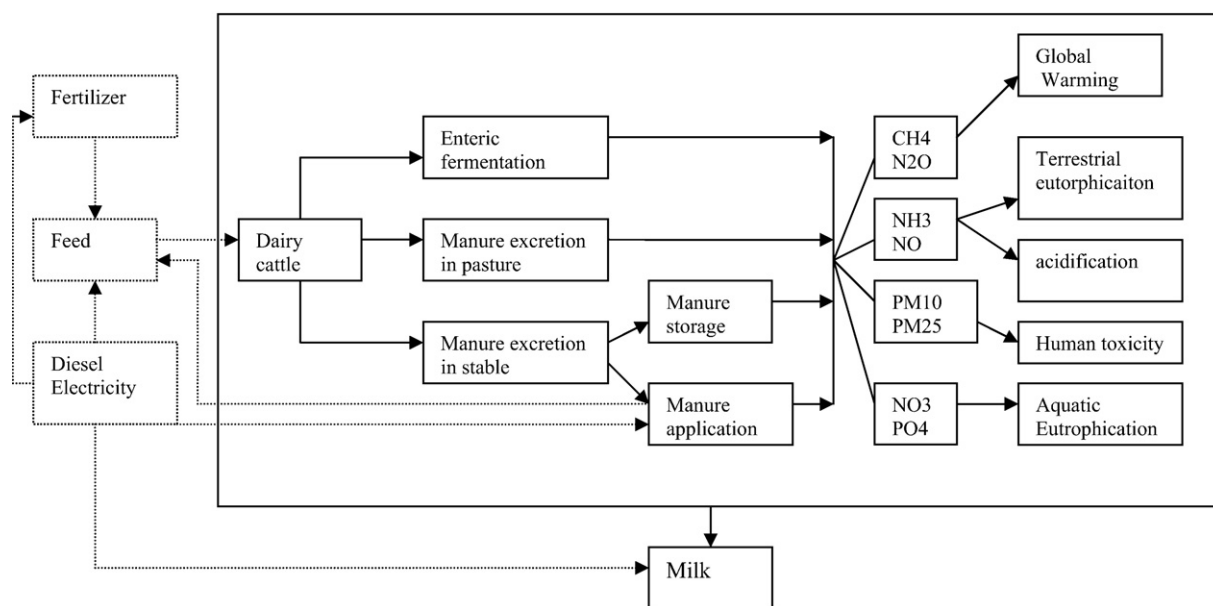 Fertilizer
Feed
Diesel
Electricity
Dairy
cattle
Enteric
fermentation
Manure excretion
in pasture
Manure excretion
in stable
Manure
storage
Manure
application
CH4
N2O
NH3
NO
PM10
PM25
NO3
PO4
Global
Warming
Terrestrial
eutorphicaiton
acidification
Human toxicity
Aquatic
Eutrophication
Milk